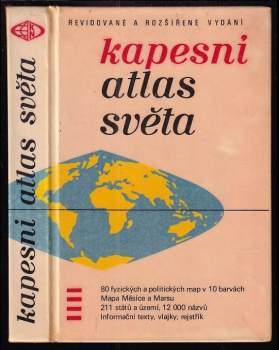 REVIDOVANÉ A ROZŠÍŘENÉ VYDÁNÍ
kapesní
atlas
světa
80 fyzických a politických map v 10 barvách
Mapa Měsíce a Marsu
211 států a území, 12 000 názvů
Informační texty, vlajky, rejstřík
kapesní atlas světa